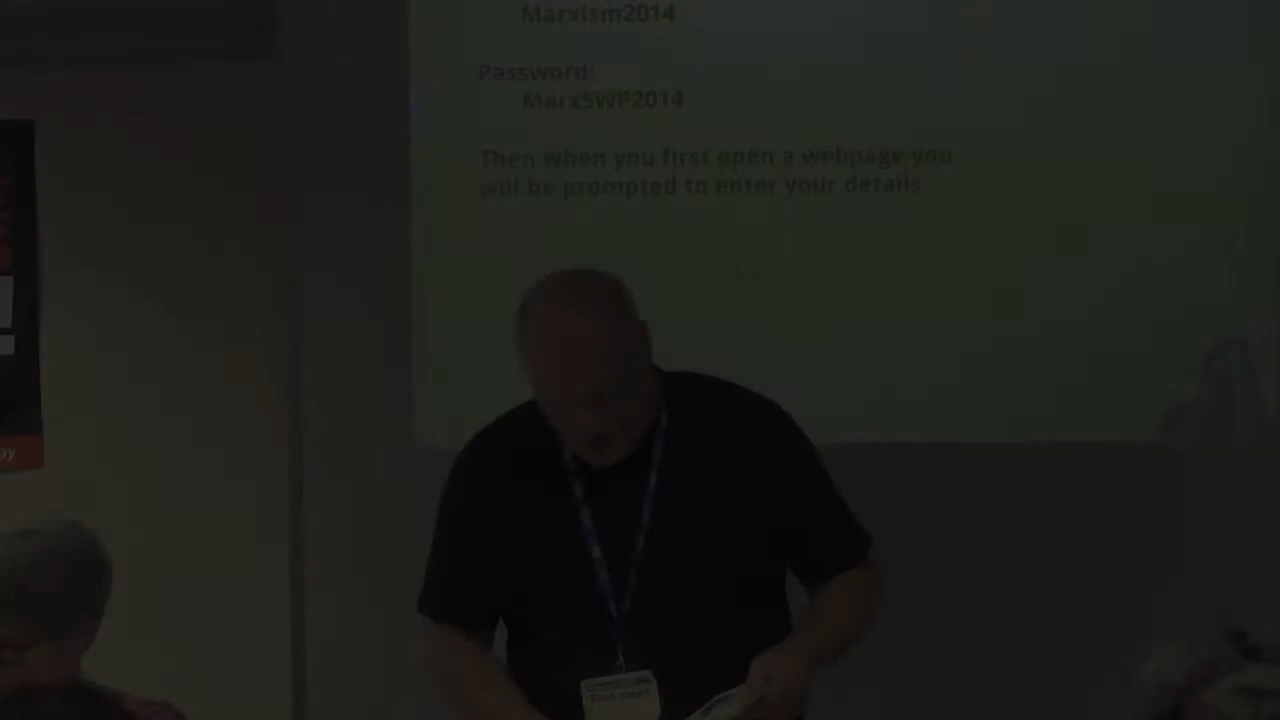 Marxism2014
Password:
MarxSWP2014
Then when you first open a webpage you
will be prompted to enter your details